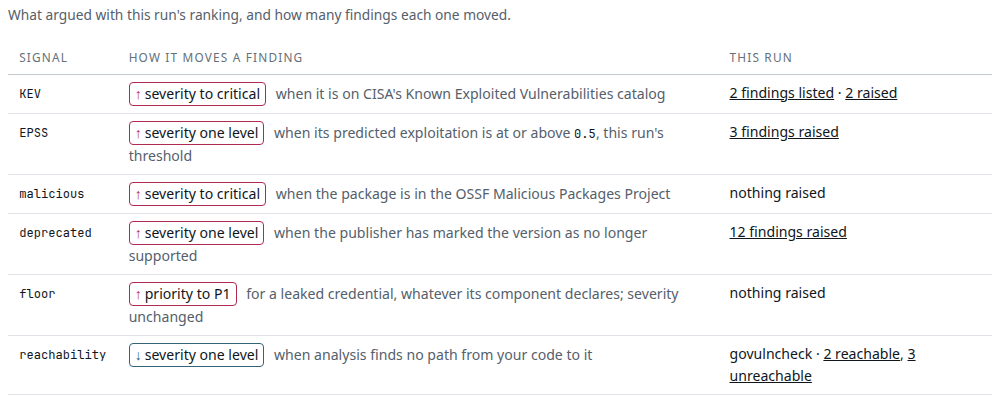 What argued with this run's ranking, and how many findings each one moved.
SIGNAL HOW IT MOVES A FINDING THIS RUN
KEV ↑ severity to critical when it is on CISA's Known Exploited Vulnerabilities catalog 2 findings listed · 2 raised
EPSS ↑ severity one level when its predicted exploitation is at or above 0.5, this run's 3 findings raised
threshold
malicious ↑ severity to critical when the package is in the OSSF Malicious Packages Project nothing raised
deprecated ↑ severity one level when the publisher has marked the version as no longer 12 findings raised
supported
floor ↑ priority to P1 for a leaked credential, whatever its component declares; severity nothing raised
unchanged
reachability ↓ severity one level when analysis finds no path from your code to it govulncheck · 2 reachable, 3
unreachable